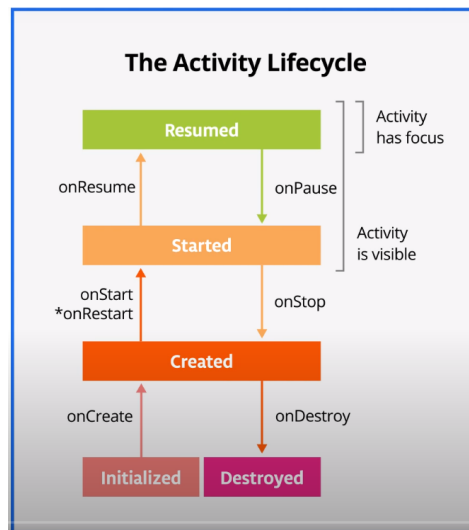 The Activity Lifecycle
Resumed
Activity
has focus
onResume
onPause
Started
Activity
is visible
onStart
*onRestart
onStop
Created
onCreate
onDestroy
Initialized
Destroyed